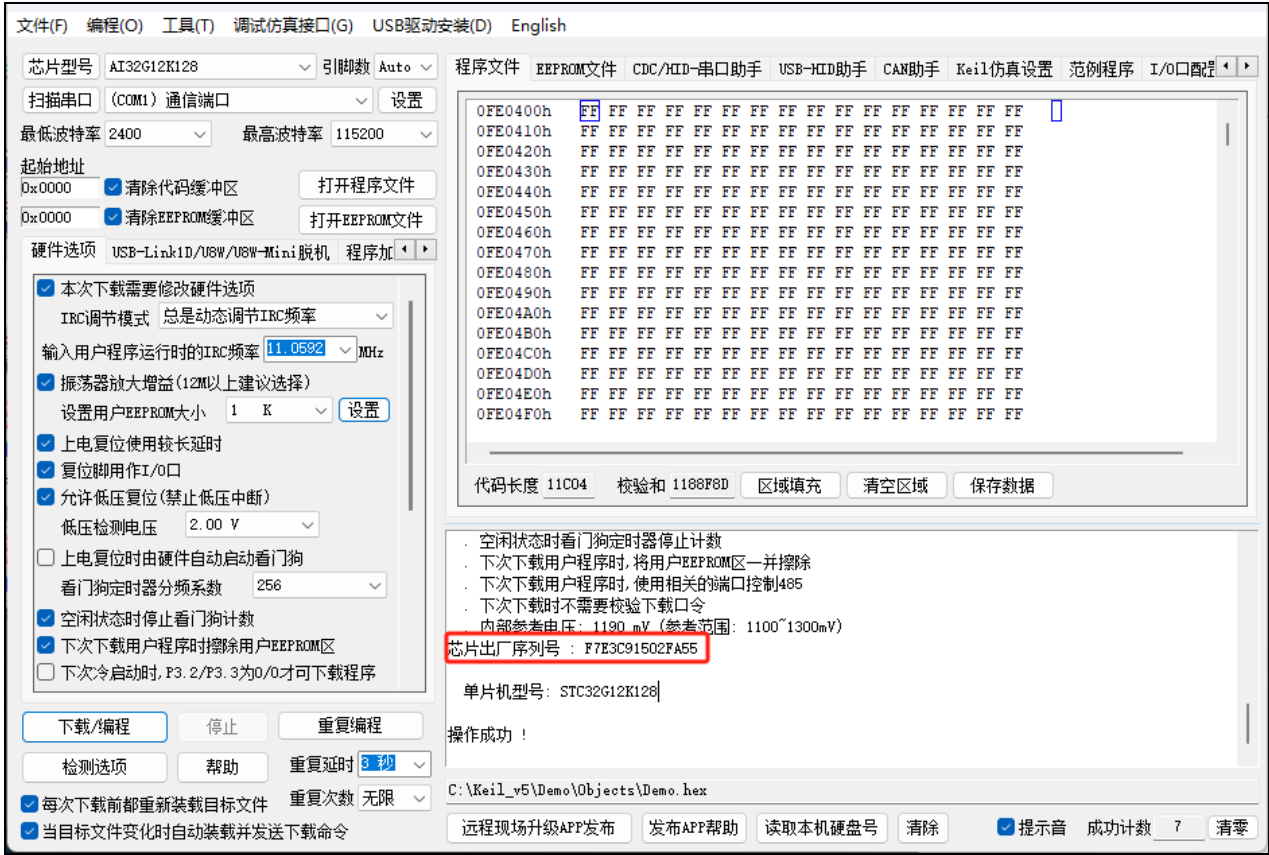 文件(F) 编程(O) 工具(T) 调试仿真接口(G) USB驱动安装(D) English
芯片型号 AI32G12K128 引脚数 Auto
扫描串口 (COM1) 通信端口 设置
最低波特率 2400 最高波特率 115200
起始地址
0x0000 清除代码缓冲区 打开程序文件
0x0000 清除EEPROM缓冲区 打开EEPROM文件
硬件选项 USB-Link1D/U8W/U8W-Mini脱机 程序加
本次下载需要修改硬件选项
IRC调节模式 总是动态调节IRC频率
输入用户程序运行时的IRC频率 11.0592 MHz
振荡器放大增益(12M以上建议选择)
设置用户EEPROM大小 1 K 设置
上电复位使用较长延时
复位脚用作I/O口
允许低压复位(禁止低压中断)
低压检测电压 2.00 V
上电复位时由硬件自动启动看门狗
看门狗定时器分频系数 256
空闲状态时停止看门狗计数
下次下载用户程序时擦除用户EEPROM区
下次冷启动时,P3.2/P3.3为0/0才可下载程序
下载/编程 停止 重复编程
检测选项 帮助 重复延时 3 秒
每次下载前都重新装载目标文件 重复次数 无限
当目标文件变化时自动装载并发送下载命令
程序文件 EEPROM文件 CDC/HID-串口助手 USB-HID助手 CAN助手 Keil仿真设置 范例程序 I/O口配
0FE0400h FF FF FF FF FF FF FF FF FF FF FF FF FF FF FF FF
0FE0410h FF FF FF FF FF FF FF FF FF FF FF FF FF FF FF FF
0FE0420h FF FF FF FF FF FF FF FF FF FF FF FF FF FF FF FF
0FE0430h FF FF FF FF FF FF FF FF FF FF FF FF FF FF FF FF
0FE0440h FF FF FF FF FF FF FF FF FF FF FF FF FF FF FF FF
0FE0450h FF FF FF FF FF FF FF FF FF FF FF FF FF FF FF FF
0FE0460h FF FF FF FF FF FF FF FF FF FF FF FF FF FF FF FF
0FE0470h FF FF FF FF FF FF FF FF FF FF FF FF FF FF FF FF
0FE0480h FF FF FF FF FF FF FF FF FF FF FF FF FF FF FF FF
0FE0490h FF FF FF FF FF FF FF FF FF FF FF FF FF FF FF FF
0FE04A0h FF FF FF FF FF FF FF FF FF FF FF FF FF FF FF FF
0FE04B0h FF FF FF FF FF FF FF FF FF FF FF FF FF FF FF FF
0FE04C0h FF FF FF FF FF FF FF FF FF FF FF FF FF FF FF FF
0FE04D0h FF FF FF FF FF FF FF FF FF FF FF FF FF FF FF FF
0FE04E0h FF FF FF FF FF FF FF FF FF FF FF FF FF FF FF FF
0FE04F0h FF FF FF FF FF FF FF FF FF FF FF FF FF FF FF FF
代码长度 11C04 校验和 1188F8D 区域填充 清空区域 保存数据
. 空闲状态时看门狗定时器停止计数
. 下次下载用户程序时,将用户EEPROM区一并擦除
. 下次下载用户程序时,使用相关的端口控制485
. 下次下载时不需要校验下载口令
. 内部参考电压: 1190 mV (参考范围: 1100~1300mV)
芯片出厂序列号 : F7E3C91502FA55
单片机型号: STC32G12K128
操作成功 !
C:\Keil_v5\Demo\Objects\Demo.hex
远程现场升级APP发布 发布APP帮助 读取本机硬盘号 清除 提示音 成功计数 7 清零